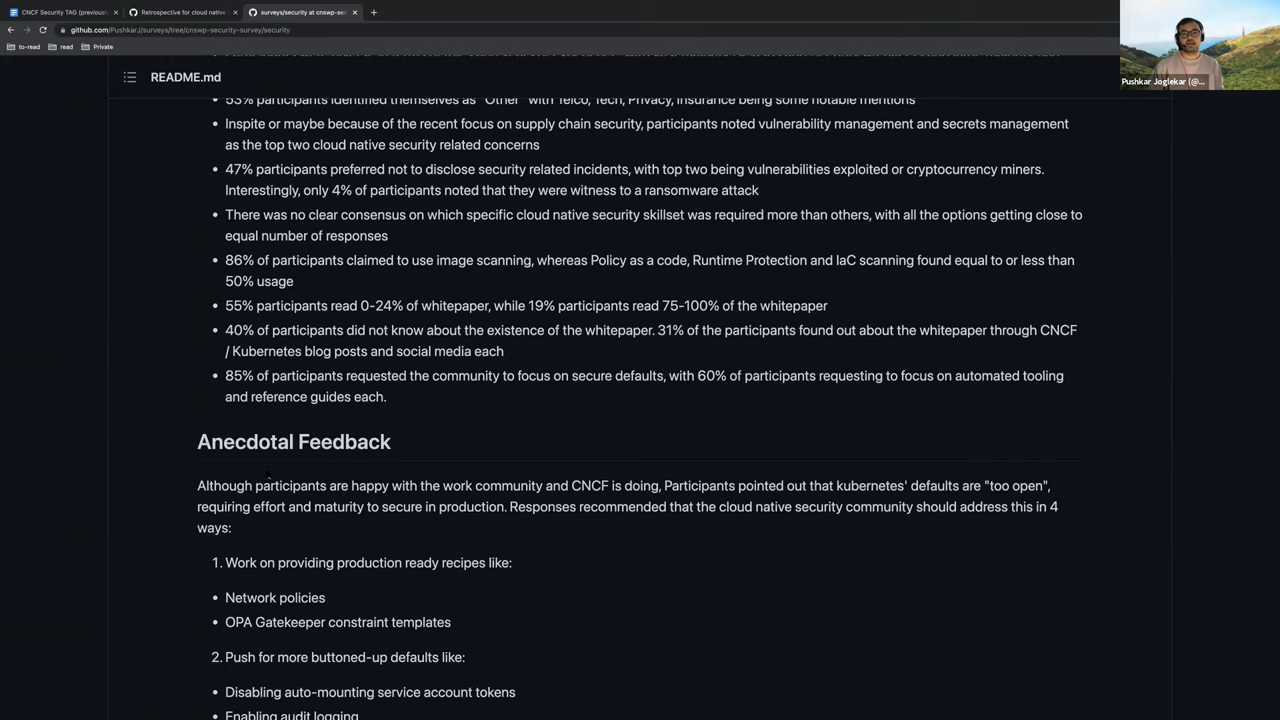 CNCF Security TAG (previousl
Retrospective for cloud native
surveys/security at cnswp-sec
github.com/PushkarJ/surveys/tree/cnswp-security-survey/security
to-read
read
Private
Pushkar Joglekar (@...
README.md
53% participants identified themselves as "Other" with Telco, Tech, Privacy, Insurance being some notable mentions
Inspite or maybe because of the recent focus on supply chain security, participants noted vulnerability management and secrets management
as the top two cloud native security related concerns
47% participants preferred not to disclose security related incidents, with top two being vulnerabilities exploited or cryptocurrency miners.
Interestingly, only 4% of participants noted that they were witness to a ransomware attack
There was no clear consensus on which specific cloud native security skillset was required more than others, with all the options getting close to
equal number of responses
86% of participants claimed to use image scanning, whereas Policy as a code, Runtime Protection and IaC scanning found equal to or less than
50% usage
55% participants read 0-24% of whitepaper, while 19% participants read 75-100% of the whitepaper
40% of participants did not know about the existence of the whitepaper. 31% of the participants found out about the whitepaper through CNCF
/ Kubernetes blog posts and social media each
85% of participants requested the community to focus on secure defaults, with 60% of participants requesting to focus on automated tooling
and reference guides each.
Anecdotal Feedback
Although participants are happy with the work community and CNCF is doing, Participants pointed out that kubernetes' defaults are "too open",
requiring effort and maturity to secure in production. Responses recommended that the cloud native security community should address this in 4
ways:
1. Work on providing production ready recipes like:
Network policies
OPA Gatekeeper constraint templates
2. Push for more buttoned-up defaults like:
Disabling auto-mounting service account tokens
Enabling audit logging